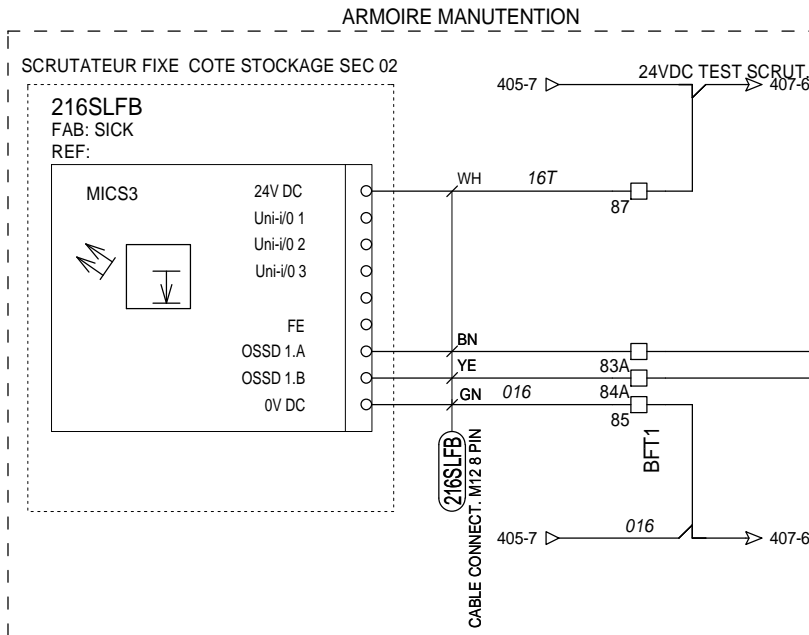 ARMOIRE MANUTENTION
SCRUTATEUR FIXE COTE STOCKAGE SEC 02
24VDC TEST SCRUT.
405-7
407-6
216SLFB
FAB: SICK
REF:
MICS3
24V DC
WH
16T
87
Uni-i/0 1
Uni-i/0 2
Uni-i/0 3
FE
OSSD 1.A
BN
83A
OSSD 1.B
YE
84A
0V DC
GN
016
85
BFT1
216SLFB
CABLE CONNECT. M12 8 PIN
405-7
016
407-6